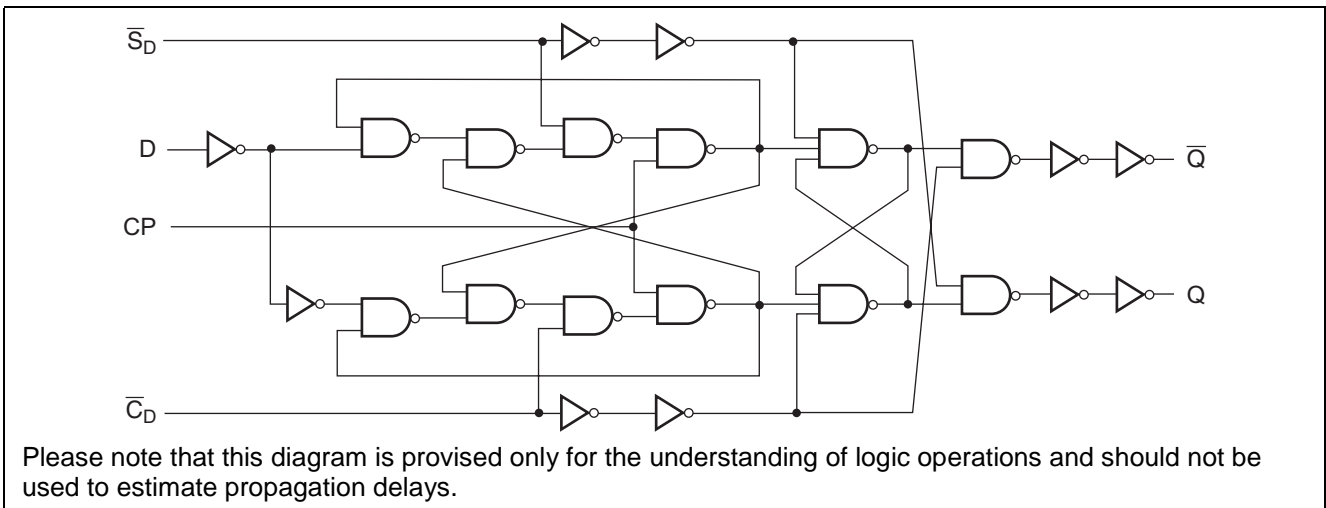 S̅D
D
CP
C̅D
Q̅
Q
Please note that this diagram is provised only for the understanding of logic operations and should not be
used to estimate propagation delays.